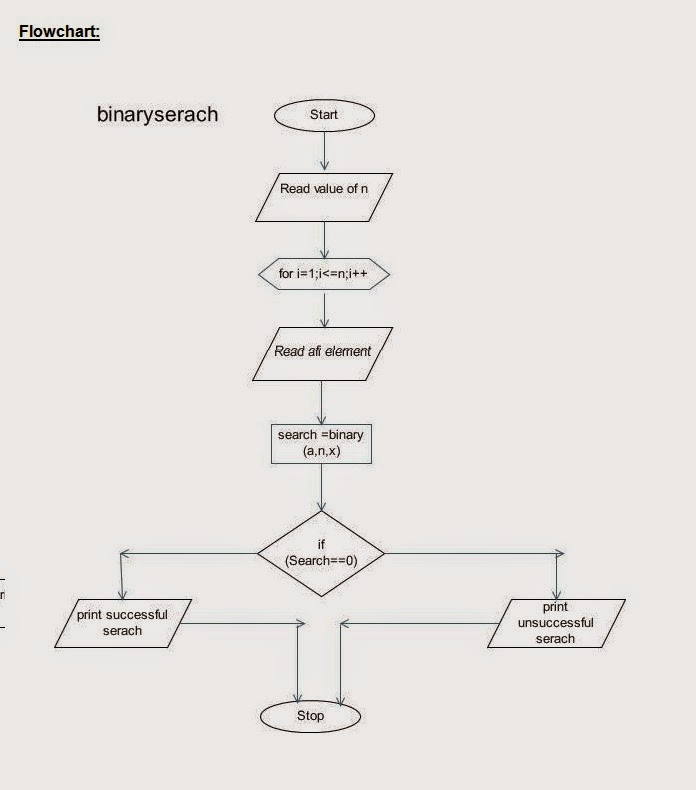 Flowchart:
binaryserach
Start
Read value of n
for i=1;i<=n;i++
Read afi element
search =binary
(a,n,x)
if
(Search==0)
print successful
serach
print
unsuccessful
serach
Stop